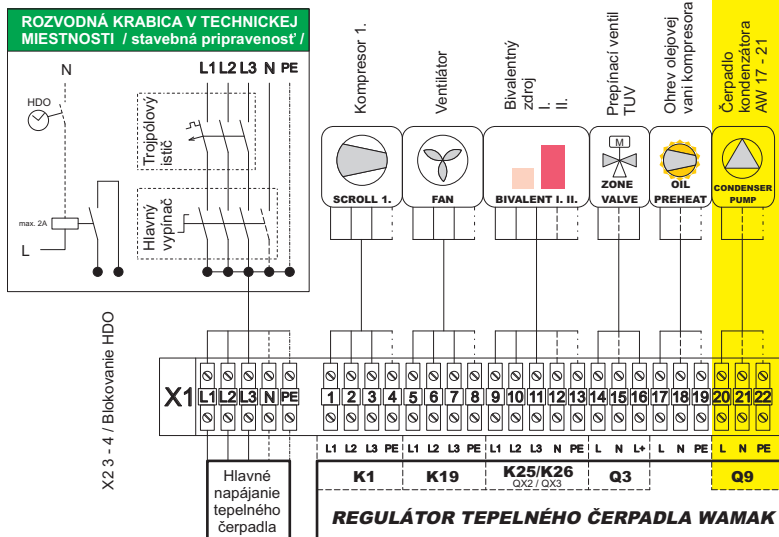 ROZVODNÁ KRABICA V TECHNICKEJ
MIESTNOSTI / stavebná pripravenosť /
N
L1 L2 L3 N PE
HDO
Trojpólový
istič
Hlavný
vypínač
max. 2A
L
X2 3 - 4 / Blokovanie HDO
Kompresor 1.
Ventilátor
Bivalentný
zdroj
I. II.
Prepínací ventil
TUV
Ohrev olejovej
vani kompresora
Čerpadlo
kondenzátora
AW 17 - 21
SCROLL 1.
FAN
BIVALENT I. II.
M
ZONE
VALVE
OIL
PREHEAT
CONDENSER
PUMP
X1
L1 L2 L3 N PE
1 2 3 4 5 6 7 8 9 10 11 12 13 14 15 16 17 18 19 20 21 22
L1 L2 L3 PE L1 L2 L3 PE L1 L2 L3 N PE L N L+ L N PE L N PE
K1
K19
K25/K26
QX2 / QX3
Q3
Q9
Hlavné
napájanie
tepelného
čerpadla
REGULÁTOR TEPELNÉHO ČERPADLA WAMAK